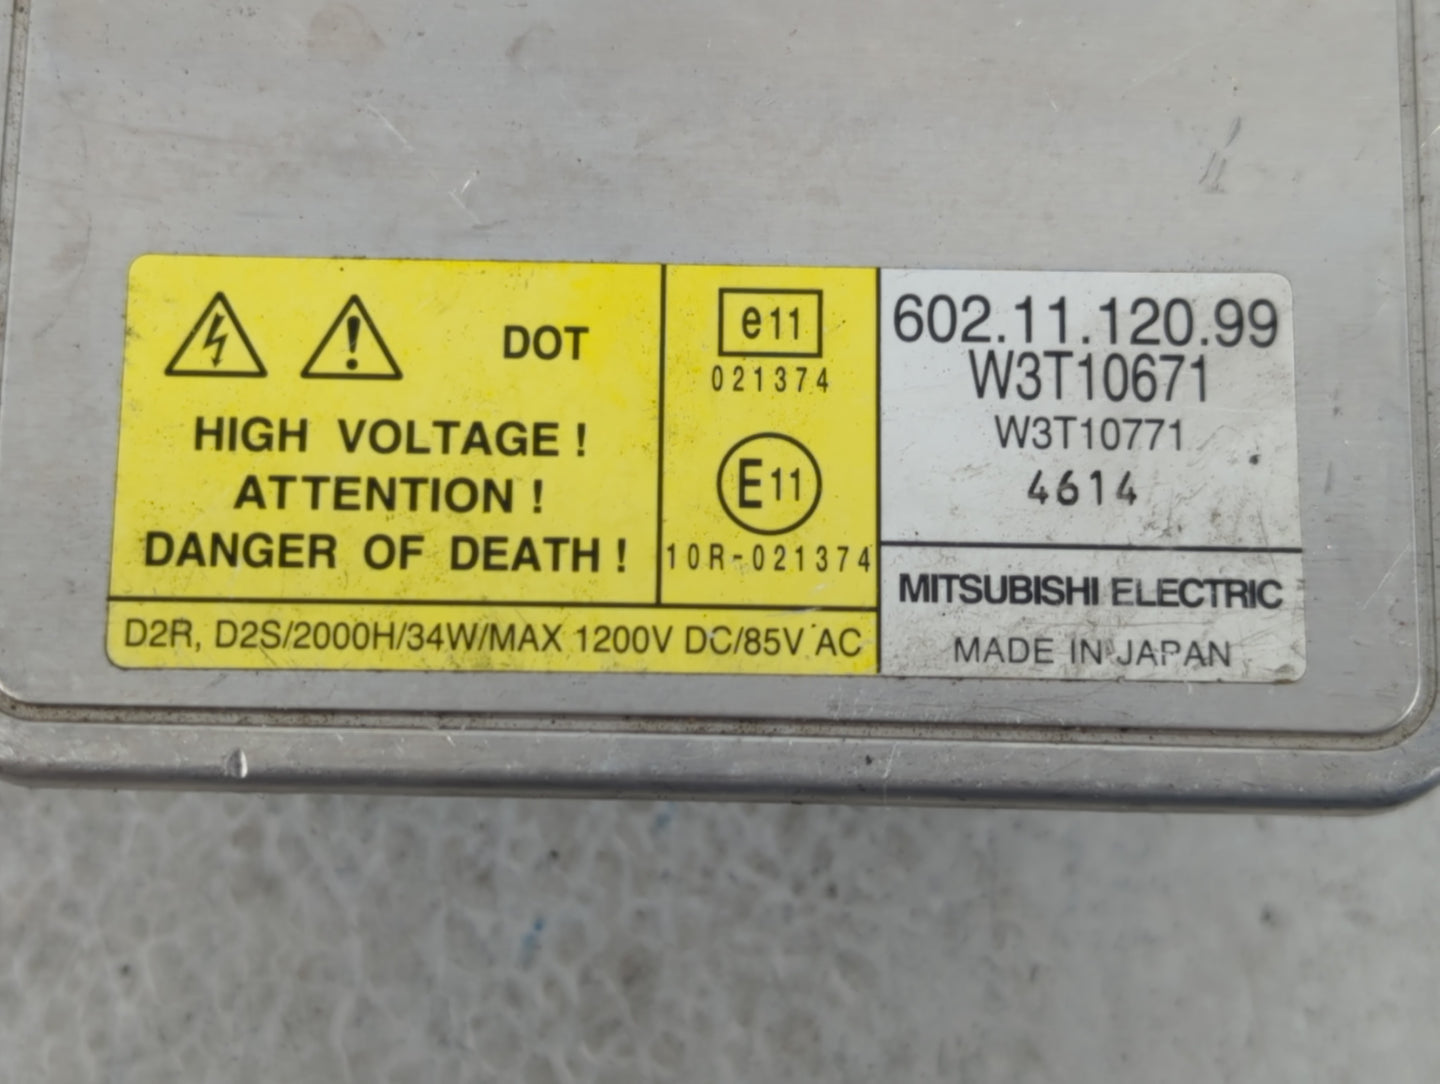 DOT
HIGH VOLTAGE !
ATTENTION !
DANGER OF DEATH !
D2R, D2S/2000H/34W/MAX 1200V DC/85V AC
e11
021374
E11
10R-021374
602.11.120.99
W3T10671
W3T10771
4614
MITSUBISHI ELECTRIC
MADE IN JAPAN